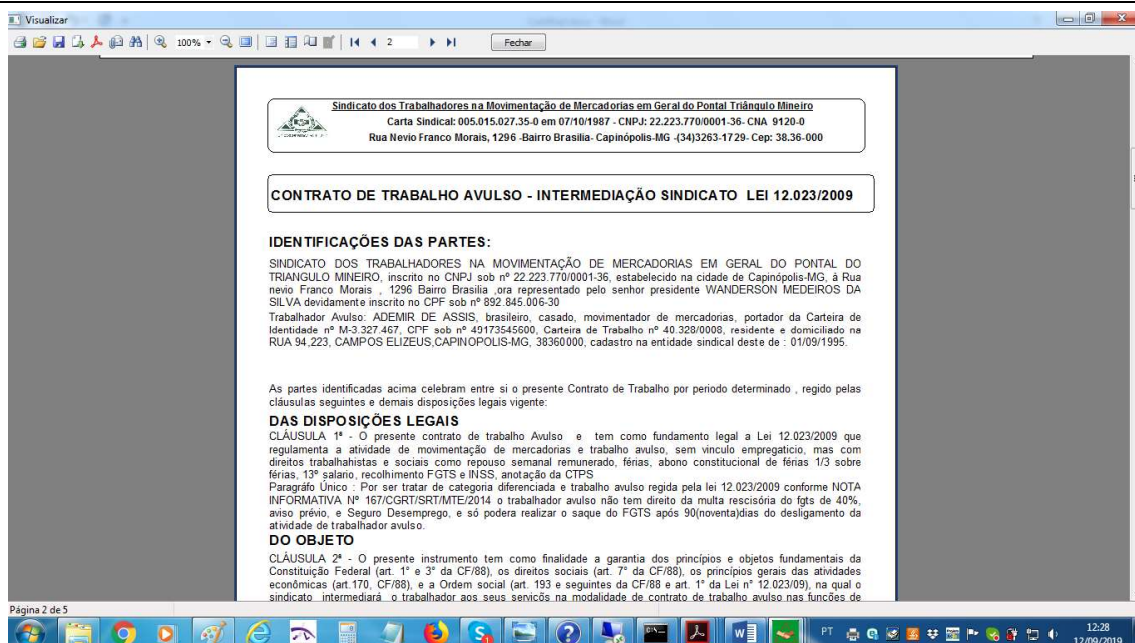 Visualizar
100%
2
Fechar
Sindicato dos Trabalhadores na Movimentação de Mercadorias em Geral do Pontal Triângulo Mineiro
Carta Sindical: 005.015.027.35-0 em 07/10/1987 - CNPJ: 22.223.770/0001-36- CNA 9120-0
Rua Nevio Franco Morais, 1296 -Bairro Brasilia- Capinópolis-MG -(34)3263-1729- Cep: 38.36-000
CONTRATO DE TRABALHO AVULSO - INTERMEDIAÇÃO SINDICATO LEI 12.023/2009
IDENTIFICAÇÕES DAS PARTES:
SINDICATO DOS TRABALHADORES NA MOVIMENTAÇÃO DE MERCADORIAS EM GERAL DO PONTAL DO
TRIANGULO MINEIRO, inscrito no CNPJ sob nº 22.223.770/0001-36, estabelecido na cidade de Capinópolis-MG, à Rua
nevio Franco Morais , 1296 Bairro Brasilia ,ora representado pelo senhor presidente WANDERSON MEDEIROS DA
SILVA devidamente inscrito no CPF sob nº 892.845.006-30
Trabalhador Avulso: ADEMIR DE ASSIS, brasileiro, casado, movimentador de mercadorias, portador da Carteira de
Identidade nº M-3.327.467, CPF sob nº 49173545600, Carteira de Trabalho nº 40.328/0008, residente e domiciliado na
RUA 94,223, CAMPOS ELIZEUS,CAPINOPOLIS-MG, 38360000, cadastro na entidade sindical deste de : 01/09/1995.
As partes identificadas acima celebram entre si o presente Contrato de Trabalho por periodo determinado , regido pelas
cláusulas seguintes e demais disposições legais vigente:
DAS DISPOSIÇÕES LEGAIS
CLÁUSULA 1ª - O presente contrato de trabalho Avulso e tem como fundamento legal a Lei 12.023/2009 que
regulamenta a atividade de movimentação de mercadorias e trabalho avulso, sem vinculo empregaticio, mas com
direitos trabalhahistas e sociais como repouso semanal remunerado, férias, abono constitucional de férias 1/3 sobre
férias, 13º salario, recolhimento FGTS e INSS, anotação da CTPS
Paragráfo Único : Por ser tratar de categoria diferenciada e trabalho avulso regida pela lei 12.023/2009 conforme NOTA
INFORMATIVA Nº 167/CGRT/SRT/MTE/2014 o trabalhador avulso não tem direito da multa rescisória do fgts de 40%,
aviso prévio, e Seguro Desemprego, e só podera realizar o saque do FGTS após 90(noventa)dias do desligamento da
atividade de trabalhador avulso.
DO OBJETO
CLÁUSULA 2ª - O presente instrumento tem como finalidade a garantia dos princípios e objetos fundamentais da
Constituição Federal (art. 1° e 3° da CF/88), os direitos sociais (art. 7° da CF/88), os princípios gerais das atividades
econômicas (art.170, CF/88), e a Ordem social (art. 193 e seguintes da CF/88 e art. 1° da Lei n° 12.023/09), na qual o
sindicato intermediará o trabalhador aos seus serviços na modalidade de contrato de trabalho avulso nas funções de
Página 2 de 5
PT
12:28
12/09/2019